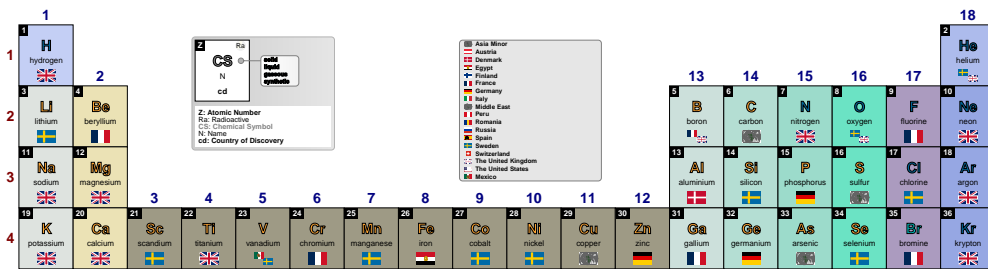 1
18
1
H
hydrogen
2
He
helium
Z
Ra
CS
N
cd
solid
liquid
gaseous
synthetic
Z: Atomic Number
Ra: Radioactive
CS: Chemical Symbol
N: Name
cd: Country of Discovery
Asia Minor
Austria
Denmark
Egypt
Finland
France
Germany
Italy
Middle East
Peru
Romania
Russia
Spain
Sweden
Switzerland
The United Kingdom
The United States
Mexico
1
2
13
14
15
16
17
3
Li
lithium
4
Be
beryllium
5
B
boron
6
C
carbon
7
N
nitrogen
8
O
oxygen
9
F
fluorine
10
Ne
neon
2
11
Na
sodium
12
Mg
magnesium
13
Al
aluminium
14
Si
silicon
15
P
phosphorus
16
S
sulfur
17
Cl
chlorine
18
Ar
argon
3
3
4
5
6
7
8
9
10
11
12
19
K
potassium
20
Ca
calcium
21
Sc
scandium
22
Ti
titanium
23
V
vanadium
24
Cr
chromium
25
Mn
manganese
26
Fe
iron
27
Co
cobalt
28
Ni
nickel
29
Cu
copper
30
Zn
zinc
31
Ga
gallium
32
Ge
germanium
33
As
arsenic
34
Se
selenium
35
Br
bromine
36
Kr
krypton
4